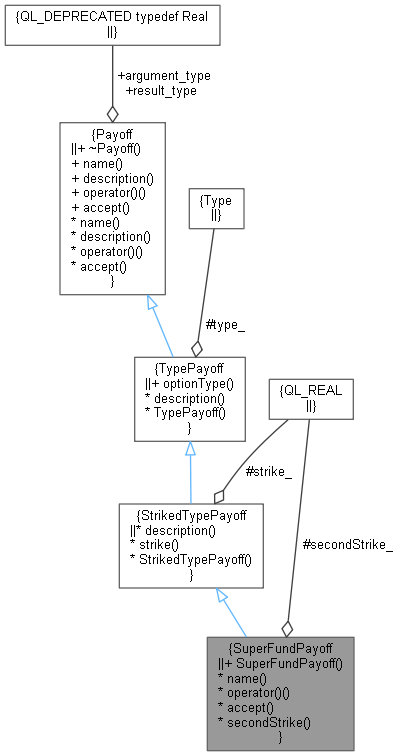 {QL_DEPRECATED typedef Real
||}
+argument_type
+result_type
{Payoff
||+ ~Payoff()
+ name()
+ description()
+ operator()()
+ accept()
* name()
* description()
* operator()()
* accept()
}
{Type
||}
#type_
{TypePayoff
||+ optionType()
* description()
* TypePayoff()
}
{QL_REAL
||}
#strike_
#secondStrike_
{StrikedTypePayoff
||* description()
* strike()
* StrikedTypePayoff()
}
{SuperFundPayoff
||+ SuperFundPayoff()
* name()
* operator()()
* accept()
* secondStrike()
}